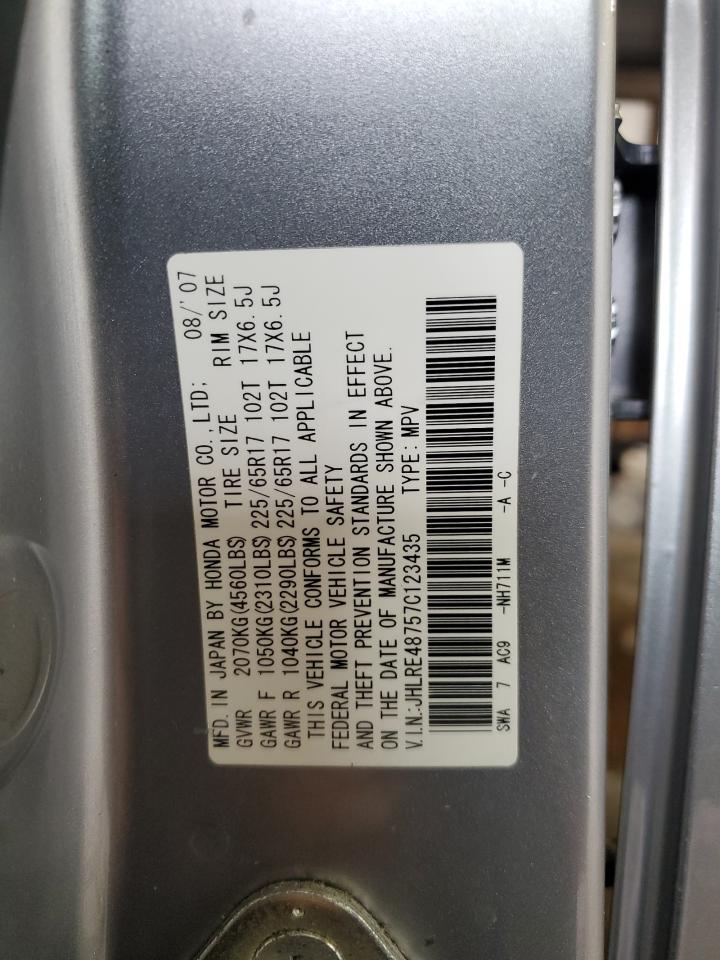 MFD. IN JAPAN BY HONDA MOTOR CO., LTD; 08/'07
GVWR 2070KG(4560LBS) TIRE SIZE RIM SIZE
GAWR F 1050KG(2310LBS) 225/65R17 102T 17X6.5J
GAWR R 1040KG(2290LBS) 225/65R17 102T 17X6.5J
THIS VEHICLE CONFORMS TO ALL APPLICABLE
FEDERAL MOTOR VEHICLE SAFETY
AND THEFT PREVENTION STANDARDS IN EFFECT
ON THE DATE OF MANUFACTURE SHOWN ABOVE.
V.I.N.:JHLRE48757C123435 TYPE: MPV
SWA 7 AC9 -NH711M -A -C